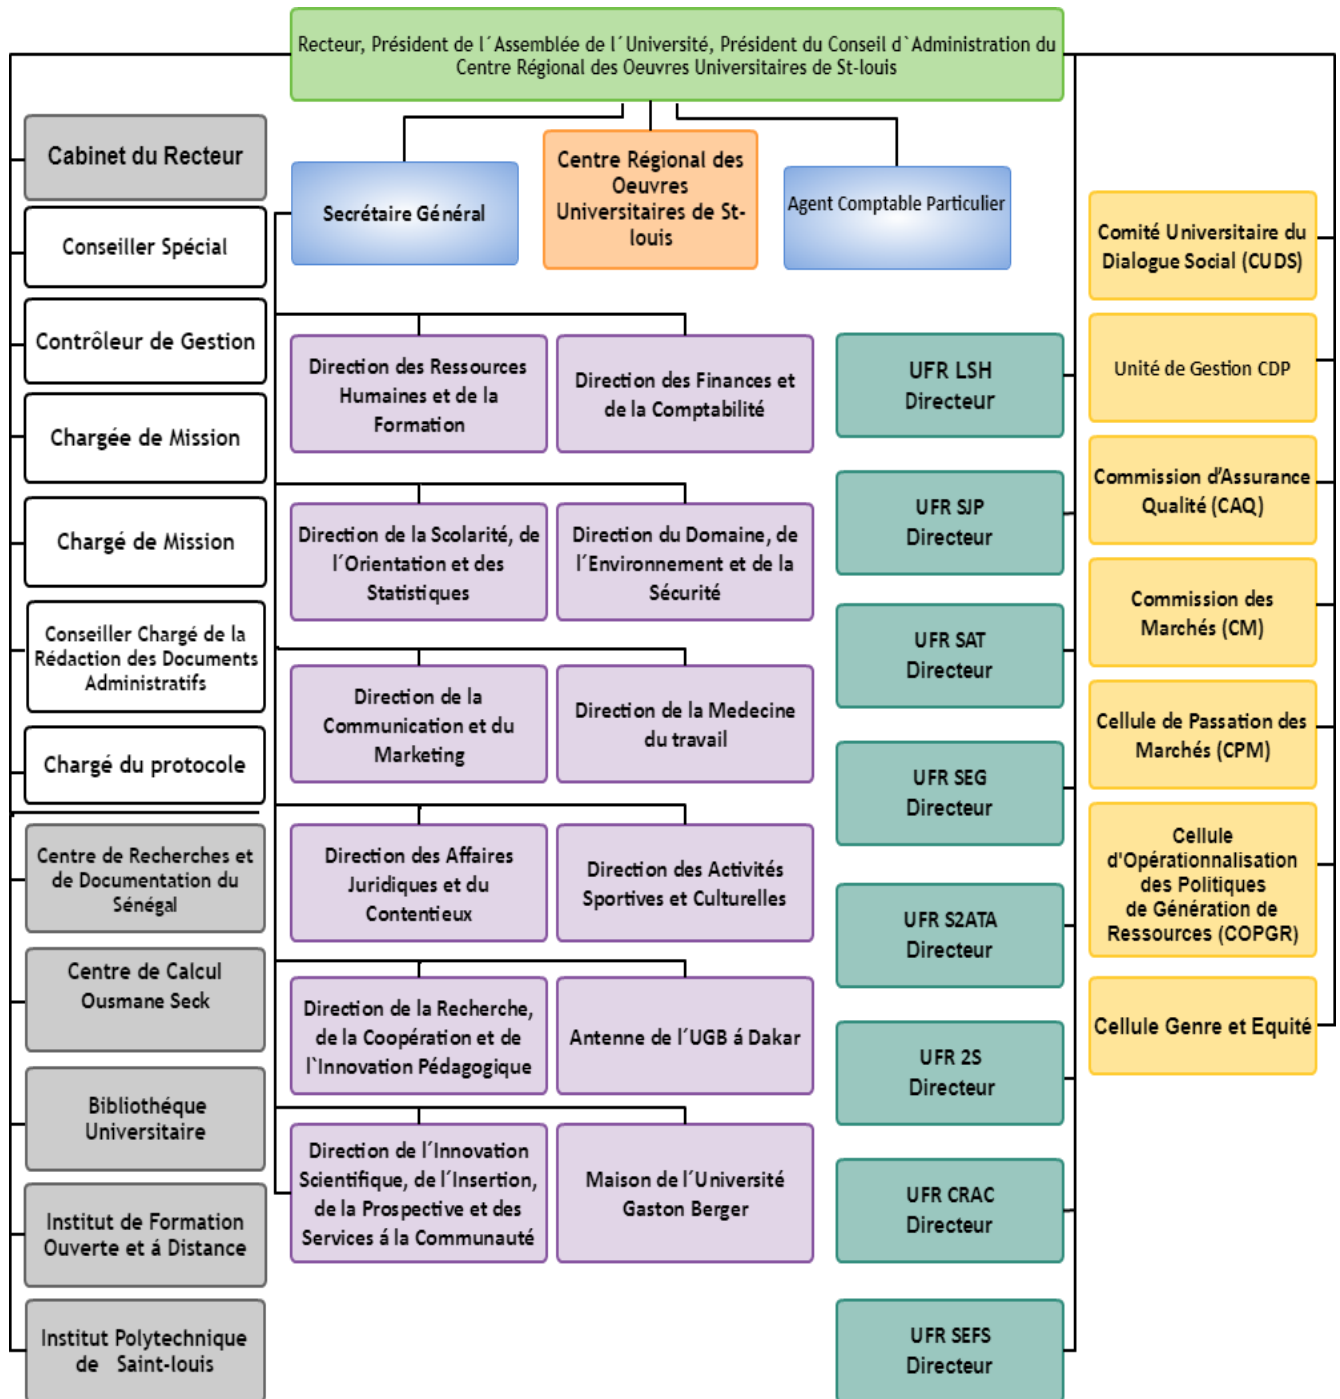 Recteur, Président de l´Assemblée de l´Université, Président du Conseil d`Administration du
Centre Régional des Oeuvres Universitaires de St-louis
Cabinet du Recteur
Conseiller Spécial
Contrôleur de Gestion
Chargée de Mission
Chargé de Mission
Conseiller Chargé de la
Rédaction des Documents
Administratifs
Chargé du protocole
Centre de Recherches et
de Documentation du
Sénégal
Centre de Calcul
Ousmane Seck
Bibliothéque
Universitaire
Institut de Formation
Ouverte et á Distance
Institut Polytechnique
de Saint-louis
Secrétaire Général
Centre Régional des
Oeuvres
Universitaires de St-
louis
Agent Comptable Particulier
Direction des Ressources
Humaines et de la
Formation
Direction des Finances et
de la Comptabilité
Direction de la Scolarité, de
l´Orientation et des
Statistiques
Direction du Domaine, de
l´Environnement et de la
Sécurité
Direction de la
Communication et du
Marketing
Direction de la Medecine
du travail
Direction des Affaires
Juridiques et du
Contentieux
Direction des Activités
Sportives et Culturelles
Direction de la Recherche,
de la Coopération et de
l`Innovation Pédagogique
Antenne de l´UGB á Dakar
Direction de l´Innovation
Scientifique, de l´Insertion,
de la Prospective et des
Services á la Communauté
Maison de l´Université
Gaston Berger
UFR LSH
Directeur
UFR SJP
Directeur
UFR SAT
Directeur
UFR SEG
Directeur
UFR S2ATA
Directeur
UFR 2S
Directeur
UFR CRAC
Directeur
UFR SEFS
Directeur
Comité Universitaire du
Dialogue Social (CUDS)
Unité de Gestion CDP
Commission d’Assurance
Qualité (CAQ)
Commission des
Marchés (CM)
Cellule de Passation des
Marchés (CPM)
Cellule
d'Opérationnalisation
des Politiques
de Génération de
Ressources (COPGR)
Cellule Genre et Equité